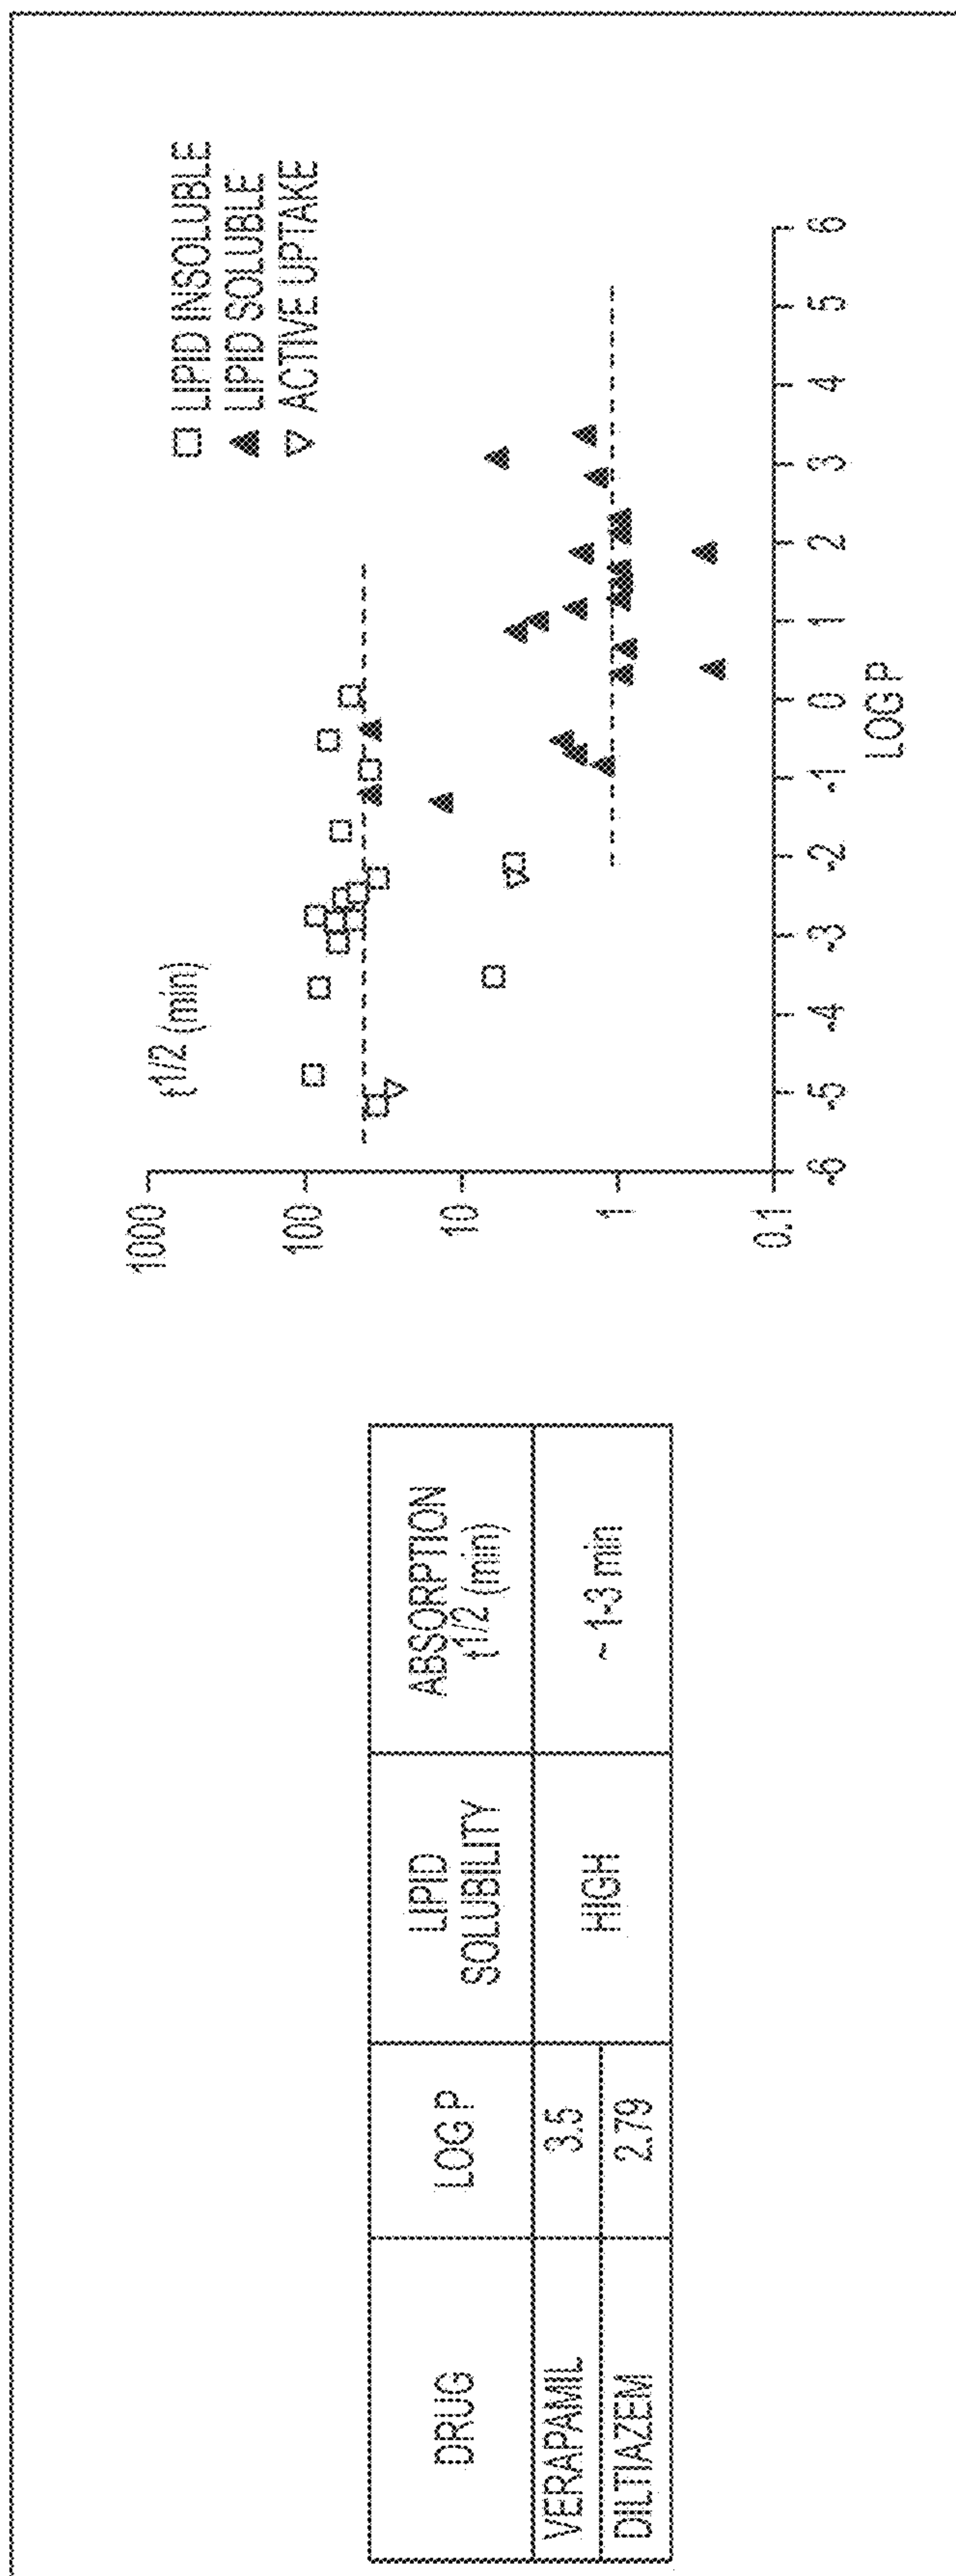 DRUG
LOG P
LIPID
SOLUBILITY
ABSORPTION
t1/2 (min)
VERAPAMIL
3.5
HIGH
~ 1-3 min
DILTIAZEM
2.79
t1/2 (min)
LIPID INSOLUBLE
LIPID SOLUBLE
ACTIVE UPTAKE
1000
100
10
1
0.1
-6 -5 -4 -3 -2 -1 0 1 2 3 4 5 6
LOG P